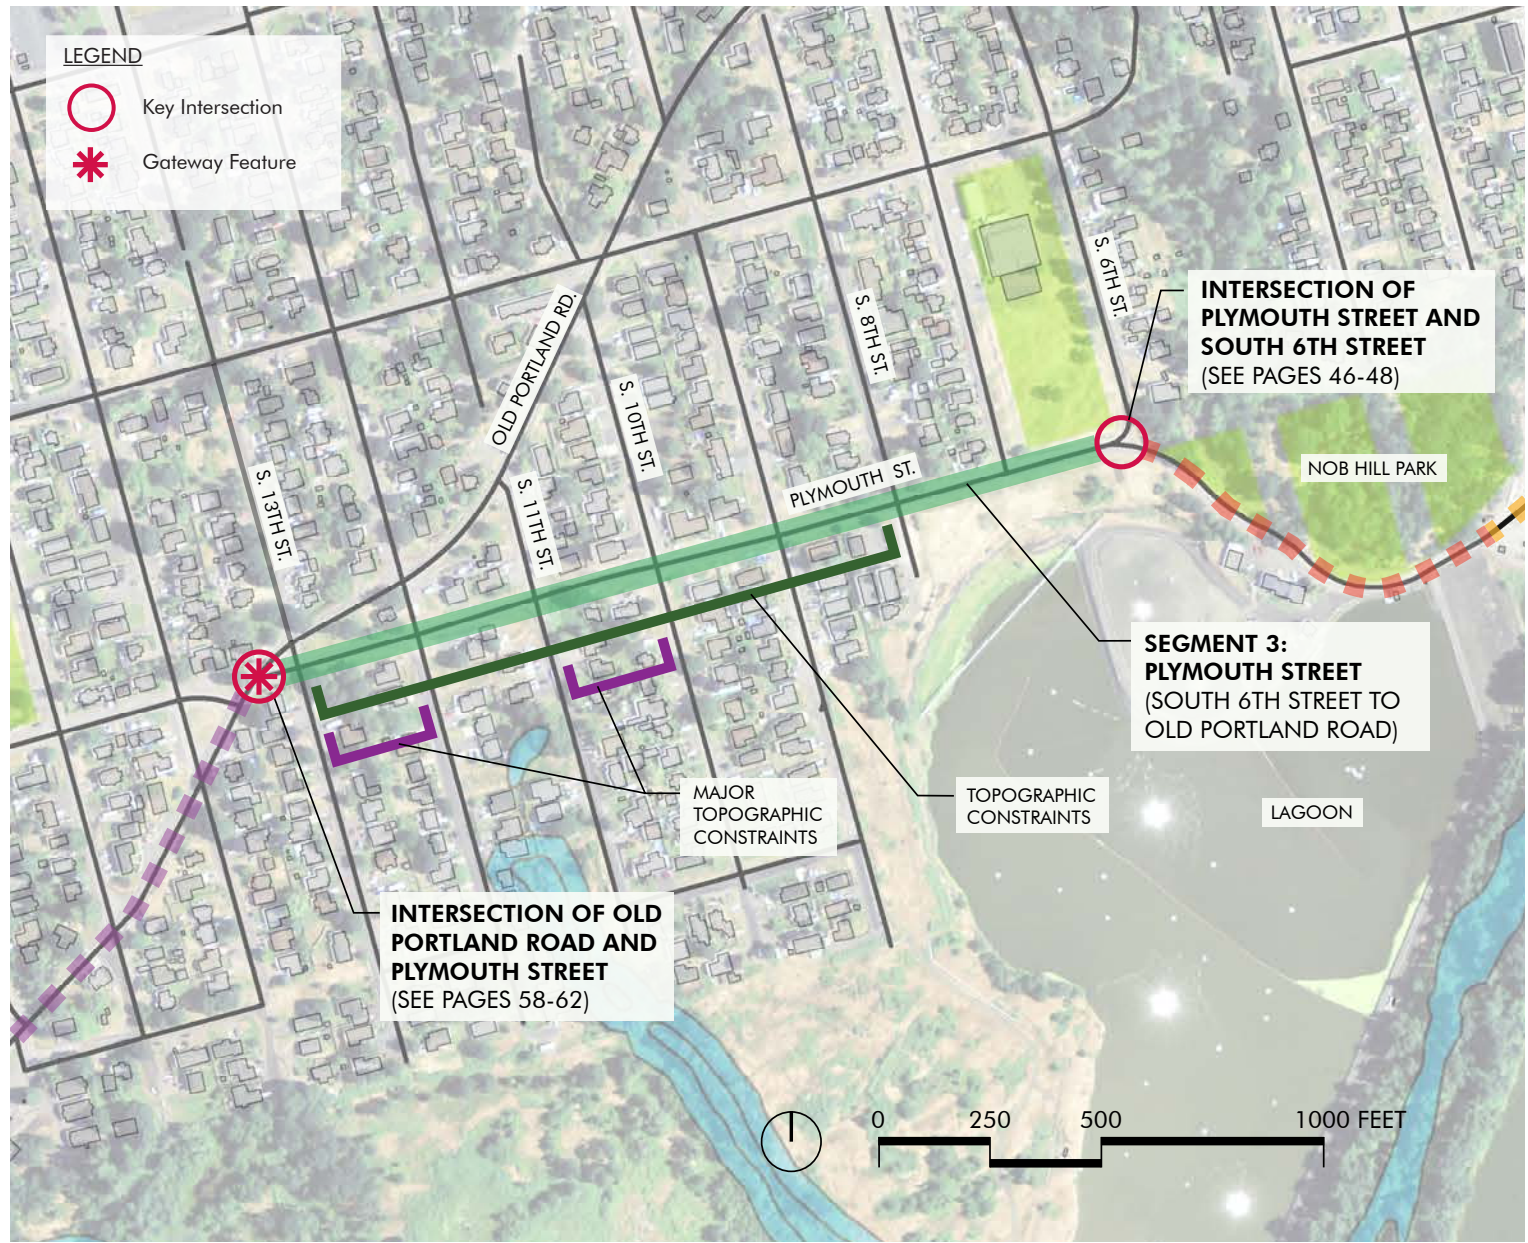 LEGEND
Key Intersection
Gateway Feature
S. 6TH ST.
INTERSECTION OF
PLYMOUTH STREET AND
SOUTH 6TH STREET
(SEE PAGES 46-48)
S. 8TH ST.
OLD PORTLAND RD.
S. 10TH ST.
PLYMOUTH ST.
NOB HILL PARK
S. 13TH ST.
S. 11TH ST.
SEGMENT 3:
PLYMOUTH STREET
(SOUTH 6TH STREET TO
OLD PORTLAND ROAD)
MAJOR
TOPOGRAPHIC
CONSTRAINTS
TOPOGRAPHIC
CONSTRAINTS
LAGOON
INTERSECTION OF OLD
PORTLAND ROAD AND
PLYMOUTH STREET
(SEE PAGES 58-62)
0 250 500 1000 FEET